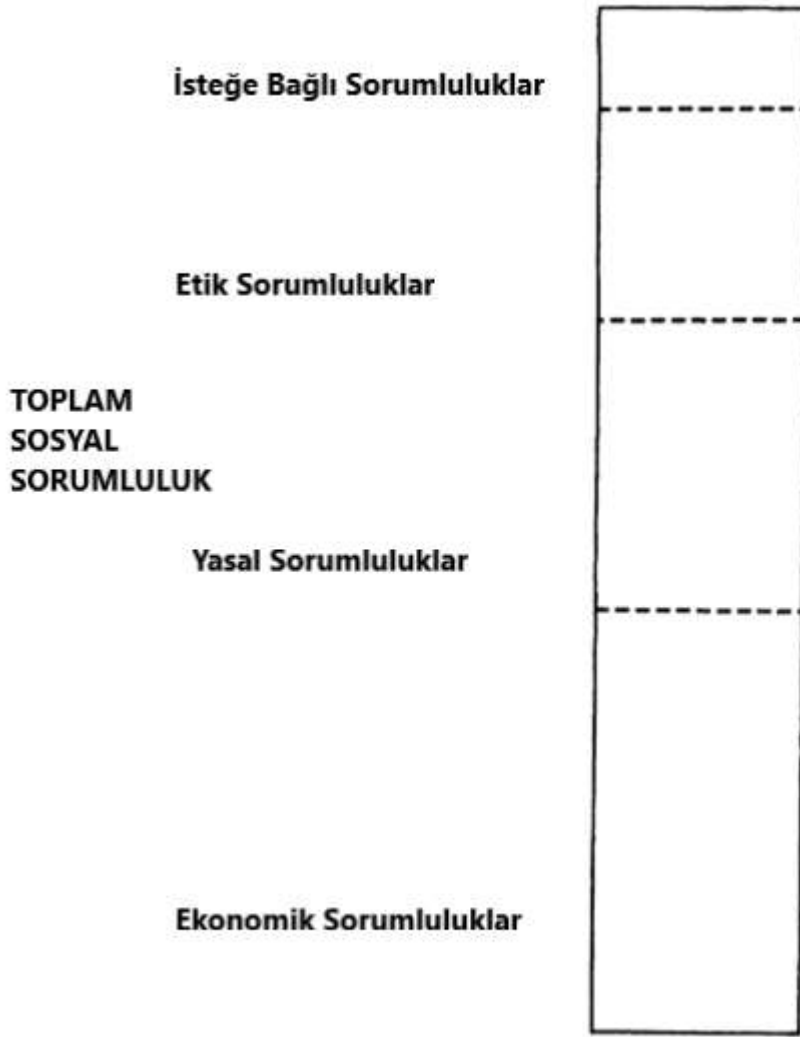 İsteğe Bağlı Sorumluluklar
Etik Sorumluluklar
TOPLAM
SOSYAL
SORUMLULUK
Yasal Sorumluluklar
Ekonomik Sorumluluklar